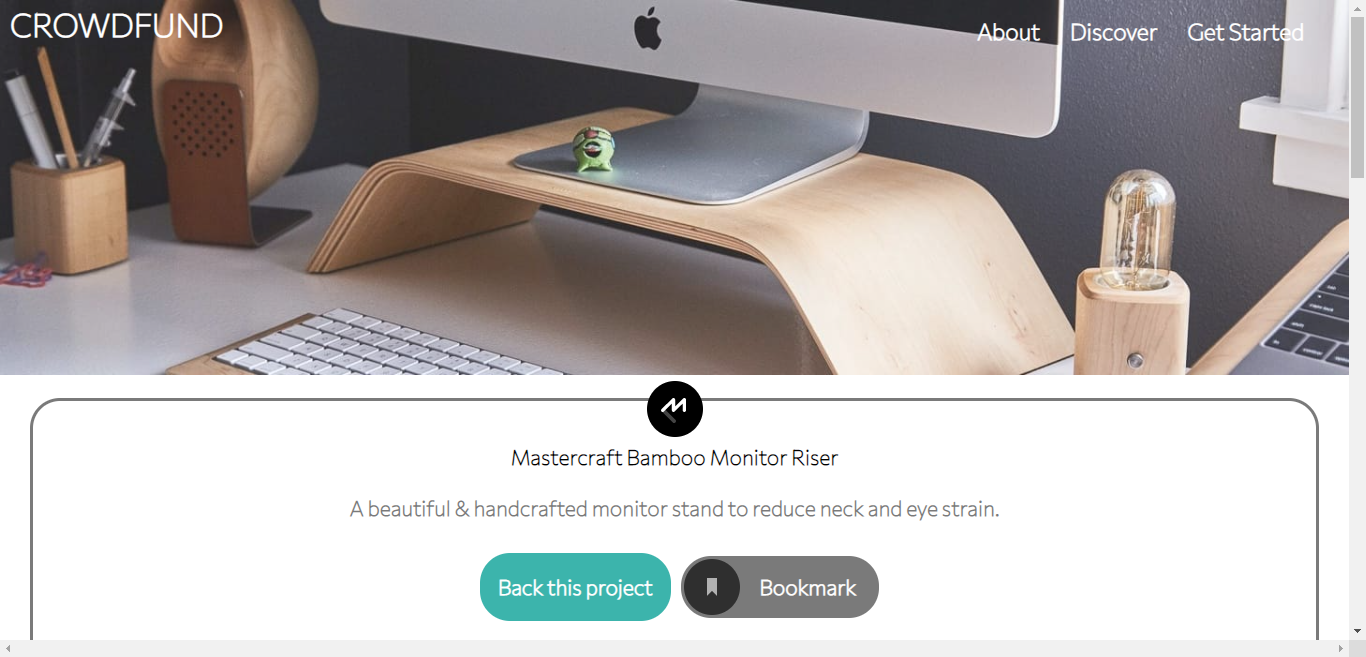 CROWDFUND
About Discover Get Started
Mastercraft Bamboo Monitor Riser
A beautiful & handcrafted monitor stand to reduce neck and eye strain.
Back this project
Bookmark